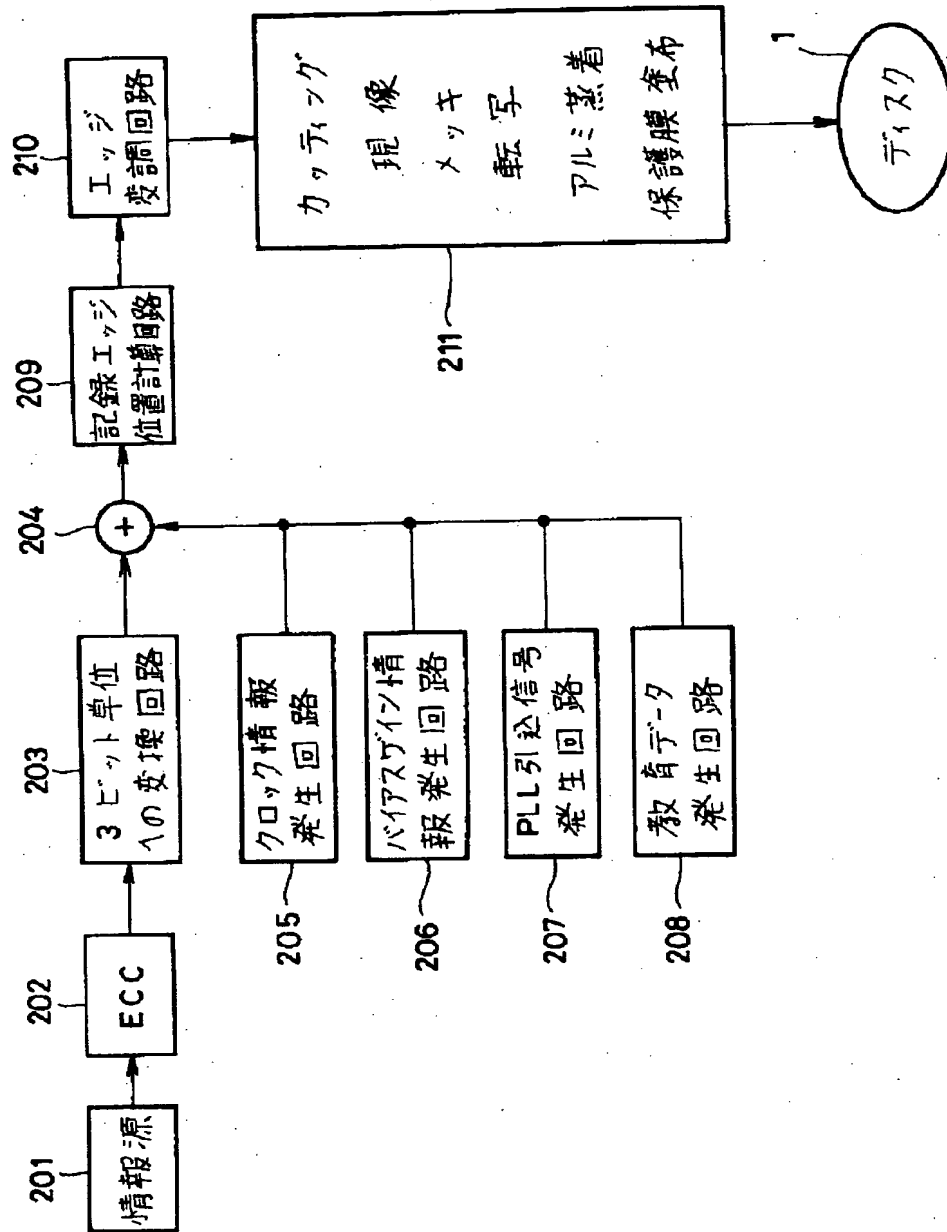 201
情報源
202
ECC
203
3ビット単位
への変換回路
204
+
209
記録エッジ
位置計算回路
210
エッジ
変調回路
205
クロック情報
発生回路
206
バイアスゲイン情
報発生回路
207
PLL引込信号
発生回路
208
教育データ
発生回路
211
カッティング
現像
メッキ
転写
アルミ蒸着
保護膜塗布
1
ディスク